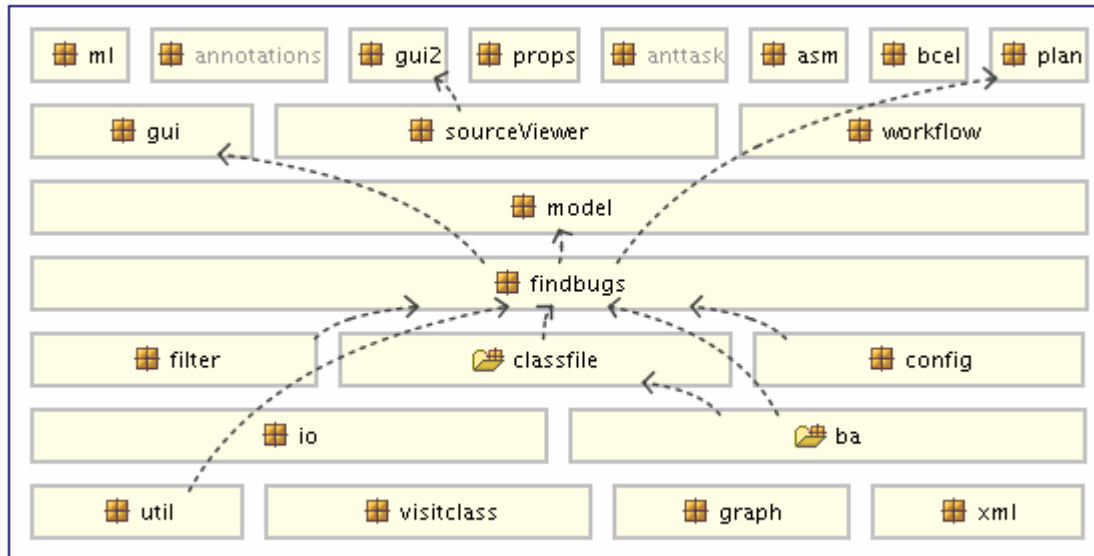 ml annotations gui2 props anttask asm bcel plan
gui sourceViewer workflow
model
findbugs
filter classfile config
io ba
util visitclass graph xml